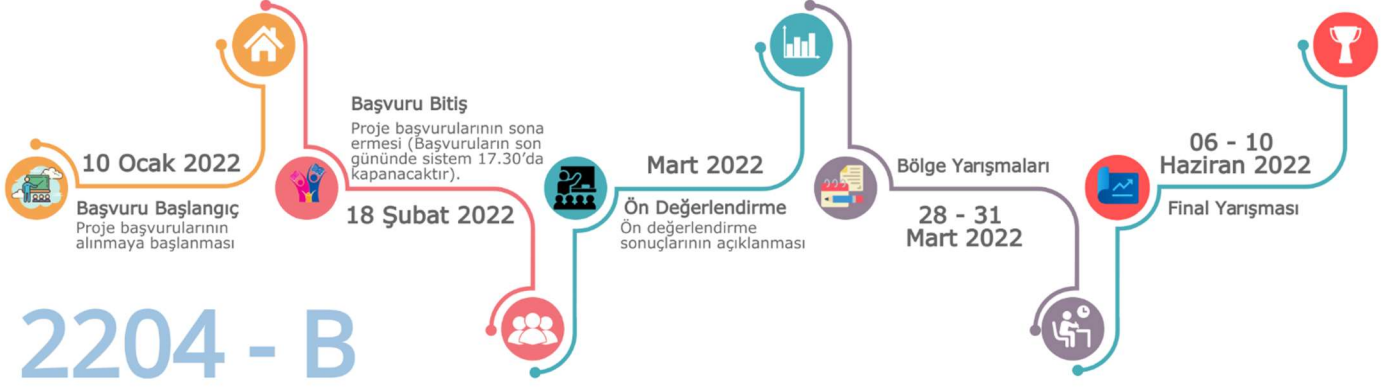 10 Ocak 2022
Başvuru Başlangıç
Proje başvurularının
alınmaya başlanması
Başvuru Bitiş
Proje başvurularının sona
ermesi (Başvuruların son
gününde sistem 17.30’da
kapanacaktır).
18 Şubat 2022
Mart 2022
Ön Değerlendirme
Ön değerlendirme
sonuçlarının açıklanması
Bölge Yarışmaları
28 - 31
Mart 2022
06 - 10
Haziran 2022
Final Yarışması
2204 - B